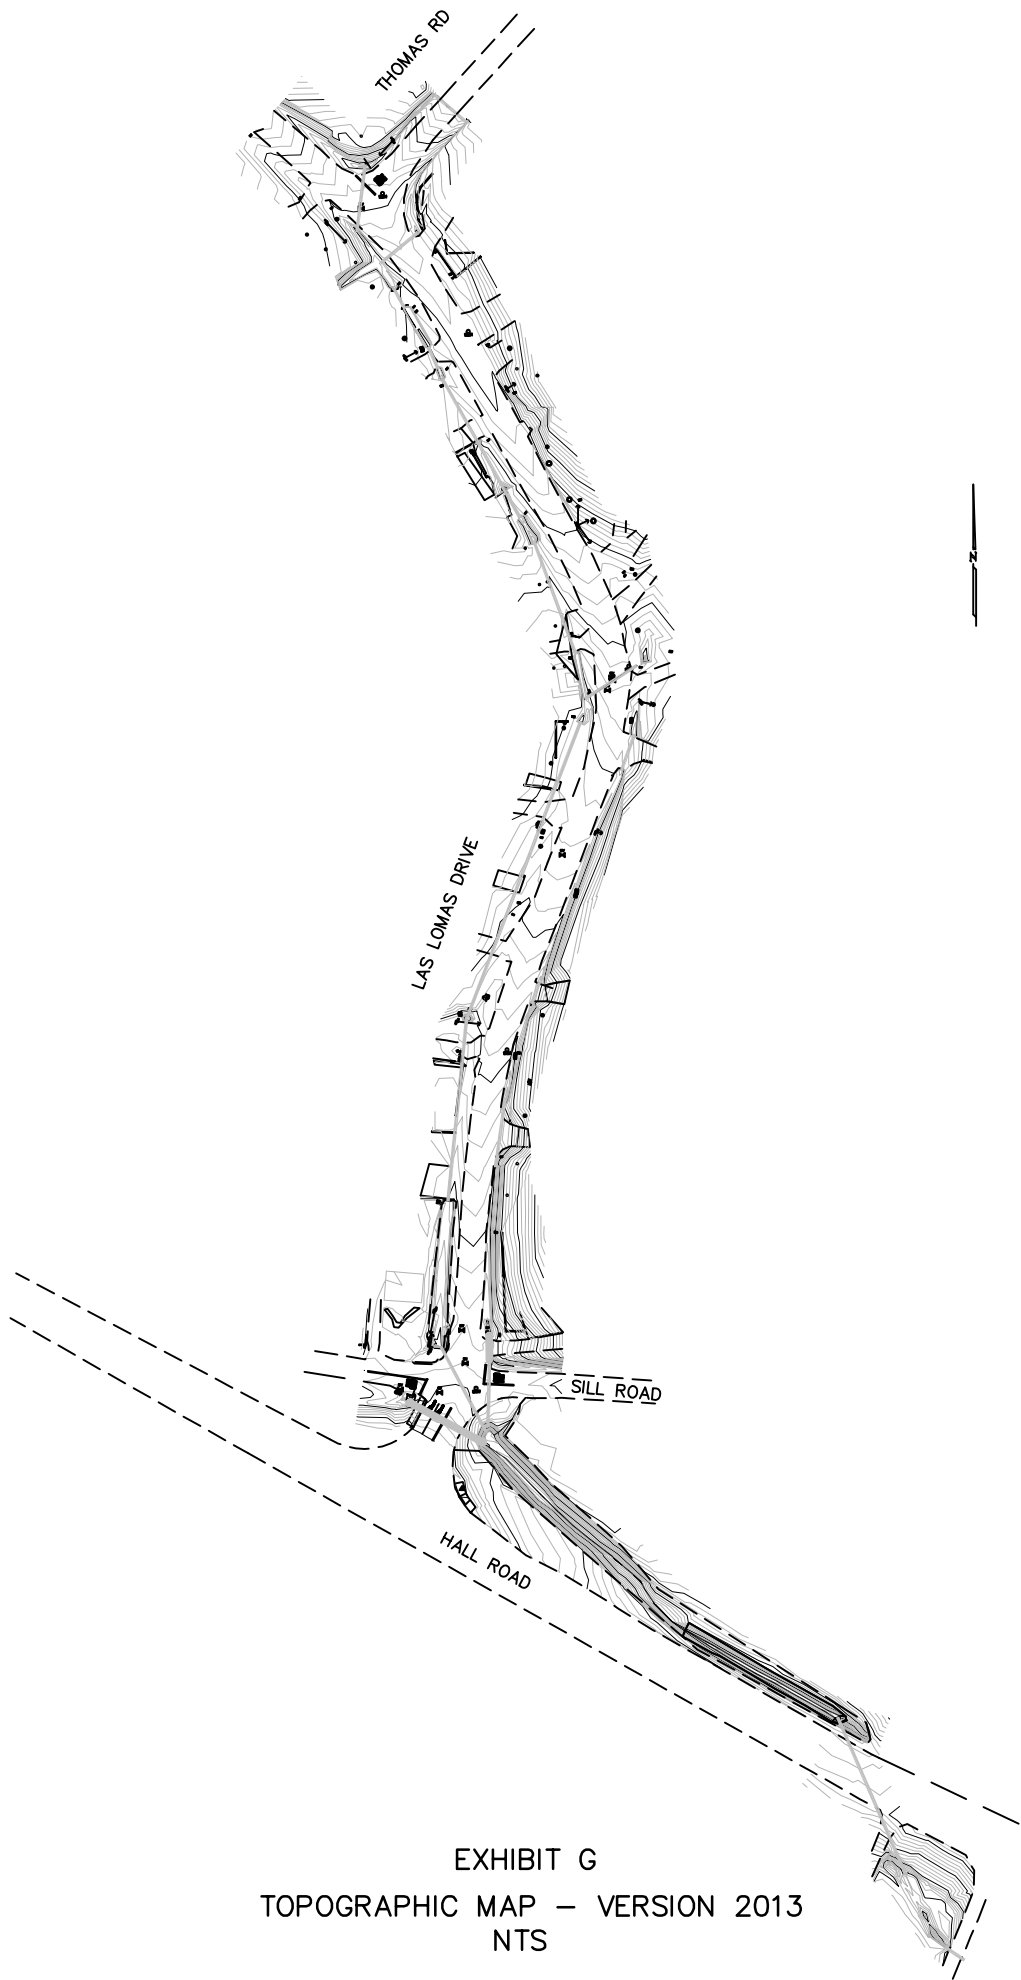 THOMAS RD
N
LAS LOMAS DRIVE
SILL ROAD
HALL ROAD
EXHIBIT G
TOPOGRAPHIC MAP – VERSION 2013
NTS